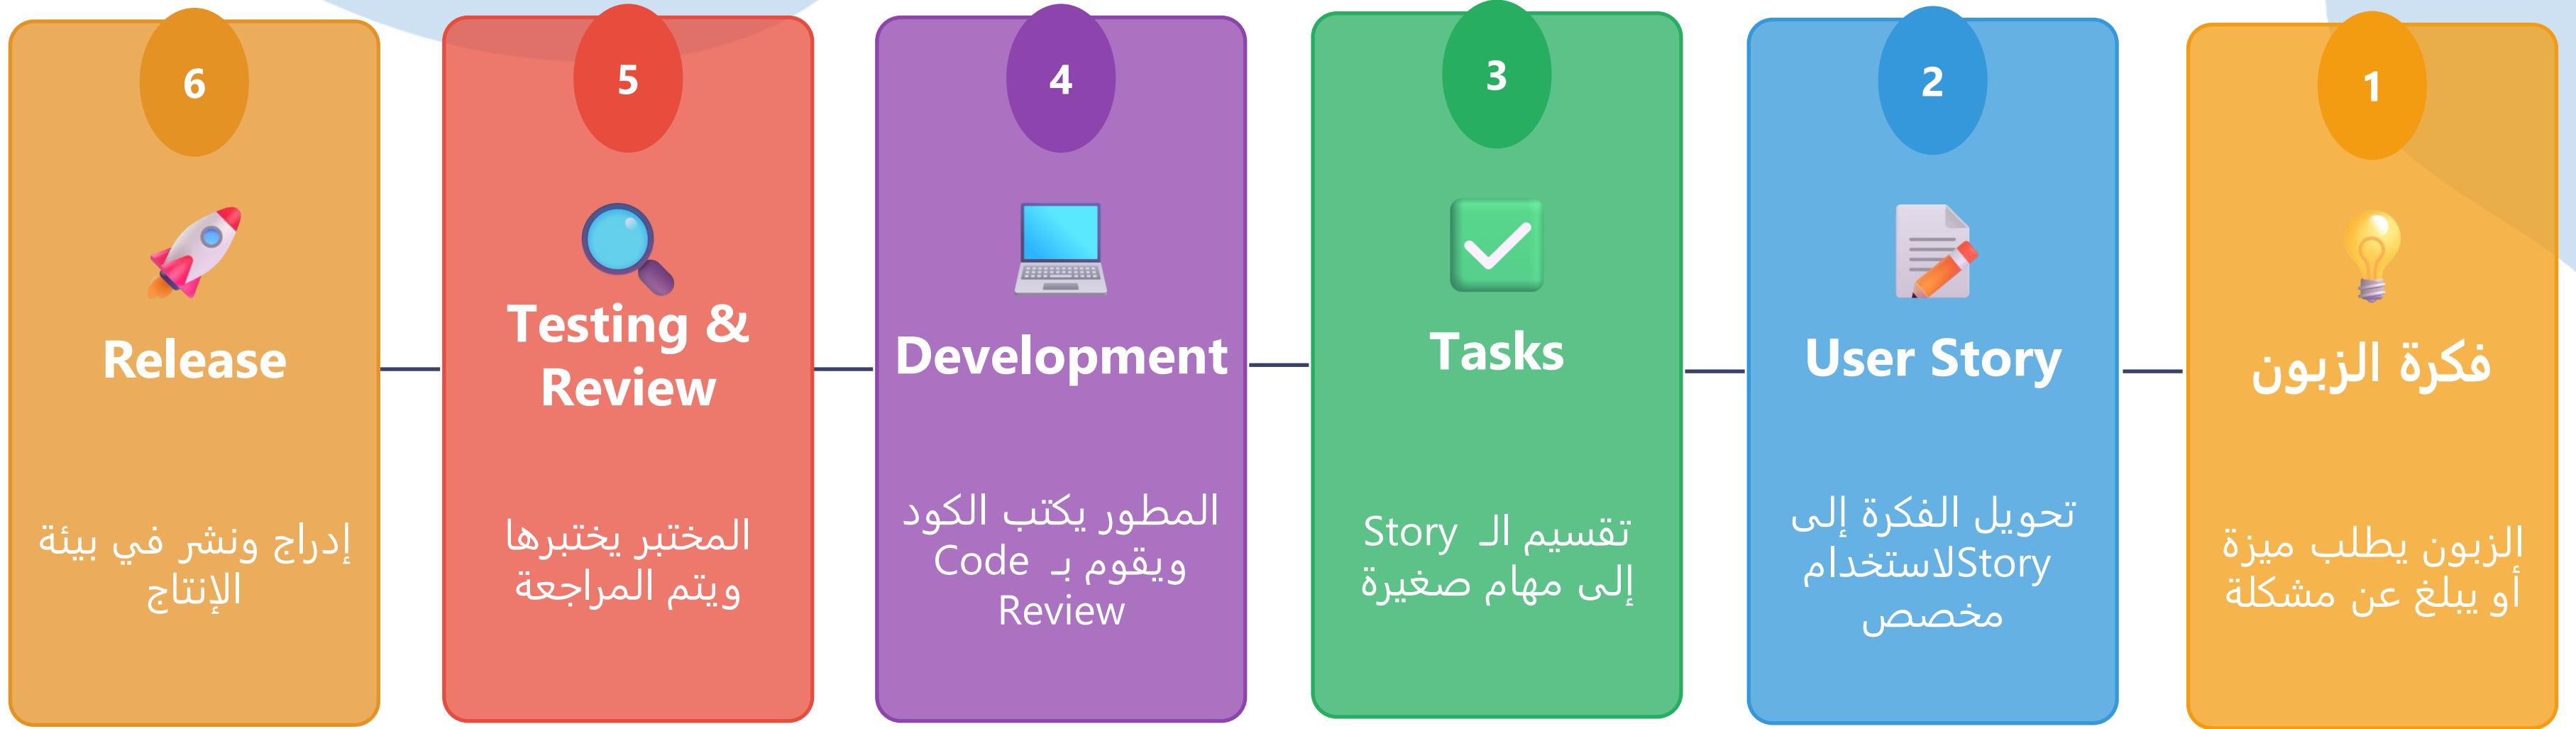 1
فكرة الزبون
الزبون يطلب ميزة
أو يبلغ عن مشكلة
2
User Story
تحويل الفكرة إلى
Storyلاستخدام
مخصص
3
Tasks
تقسيم الـ Story
إلى مهام صغيرة
4
Development
المطور يكتب الكود
ويقوم بـ Code
Review
5
Testing &
Review
المختبر يختبرها
ويتم المراجعة
6
Release
إدراج ونشر في بيئة
الإنتاج